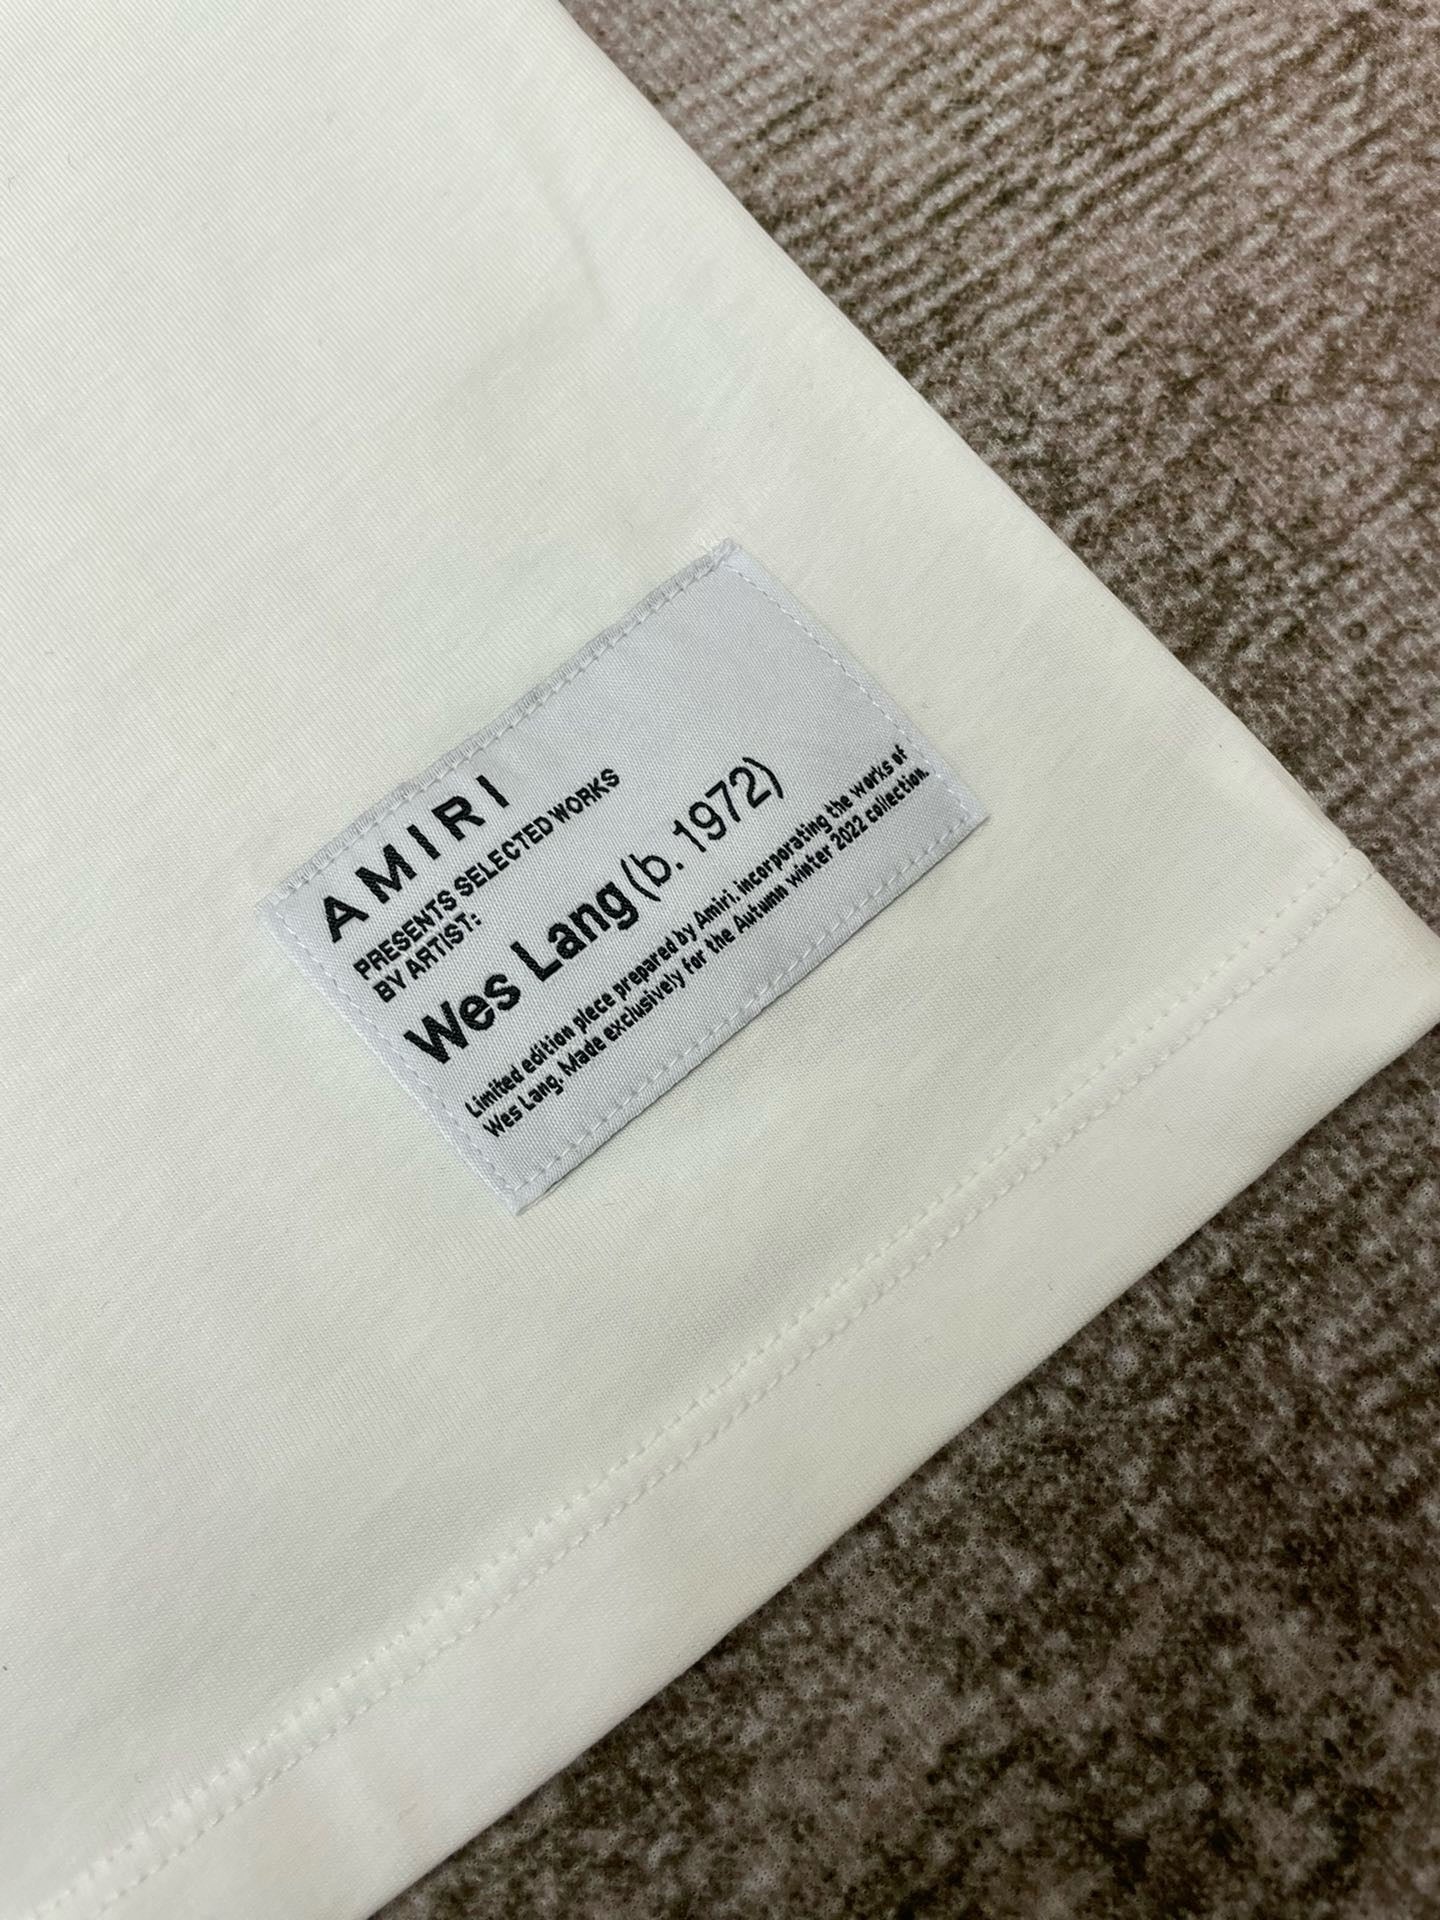 AMIRI
PRESENTS SELECTED WORKS
BY ARTIST:
Wes Lang (b. 1972)
Limited edition piece prepared by Amiri, incorporating the works of
Wes Lang. Made exclusively for the Autumn winter 2022 collection.